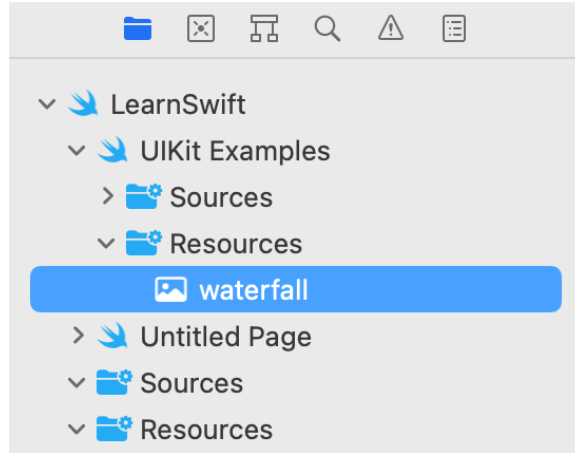 LearnSwift
UIKit Examples
Sources
Resources
waterfall
Untitled Page
Sources
Resources